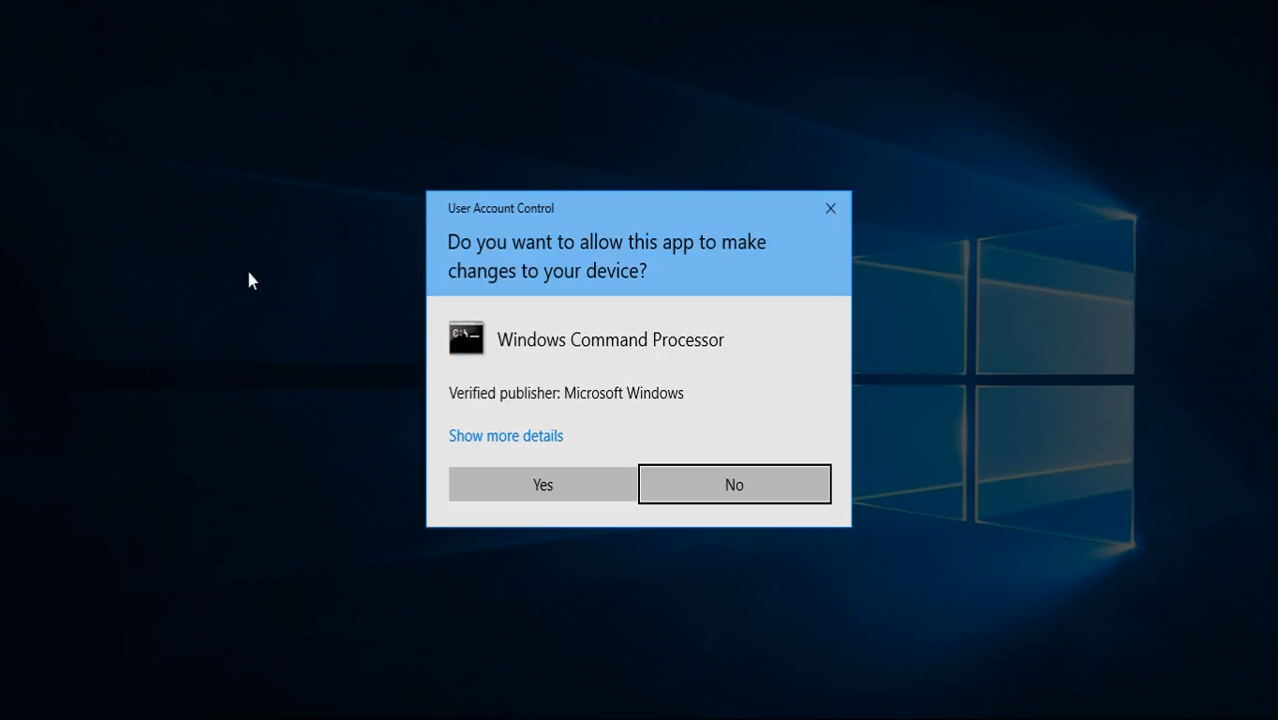 User Account Control
Do you want to allow this app to make
changes to your device?
C:\_
Windows Command Processor
Verified publisher: Microsoft Windows
Show more details
Yes
No